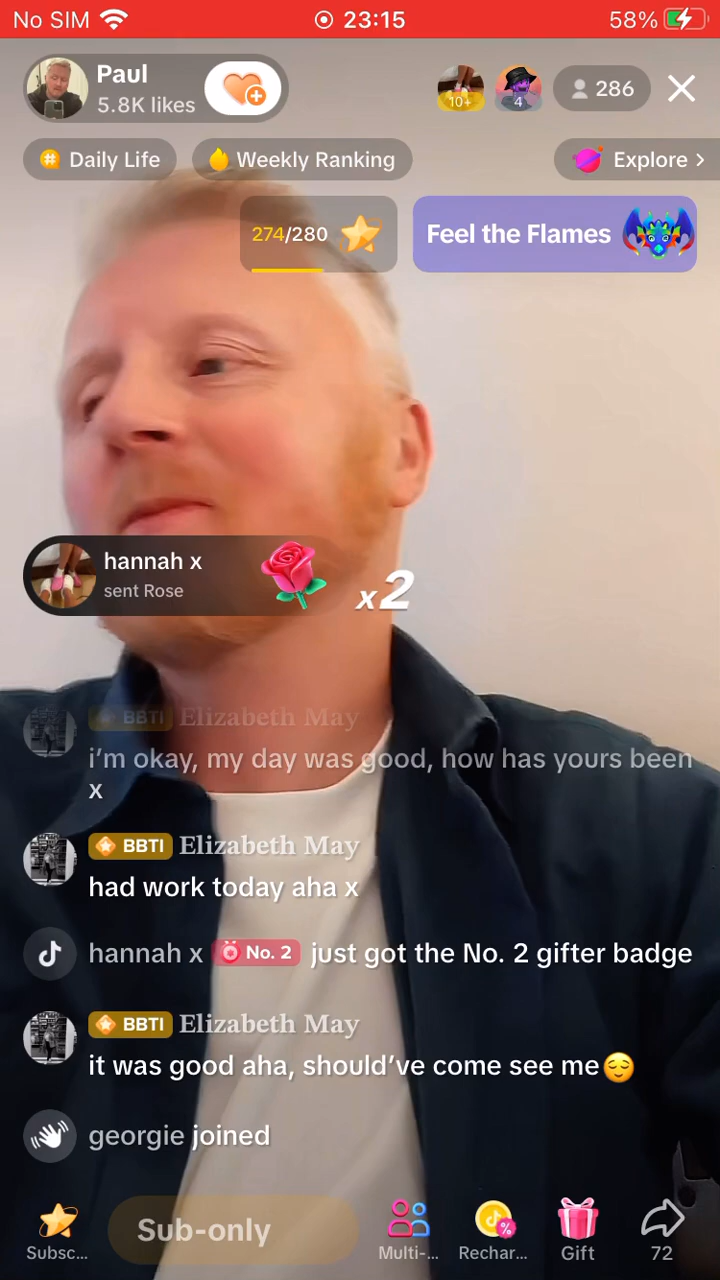 No SIM 23:15 58%
Paul
5.8K likes
10+ 4 286
Daily Life Weekly Ranking Explore >
274/280 Feel the Flames
hannah x
sent Rose x2
BBTI Elizabeth May
i'm okay, my day was good, how has yours been
x
BBTI Elizabeth May
had work today aha x
hannah x No. 2 just got the No. 2 gifter badge
BBTI Elizabeth May
it was good aha, should've come see me😌
georgie joined
Sub-only
Subsc... Multi-... Rechar... Gift 72